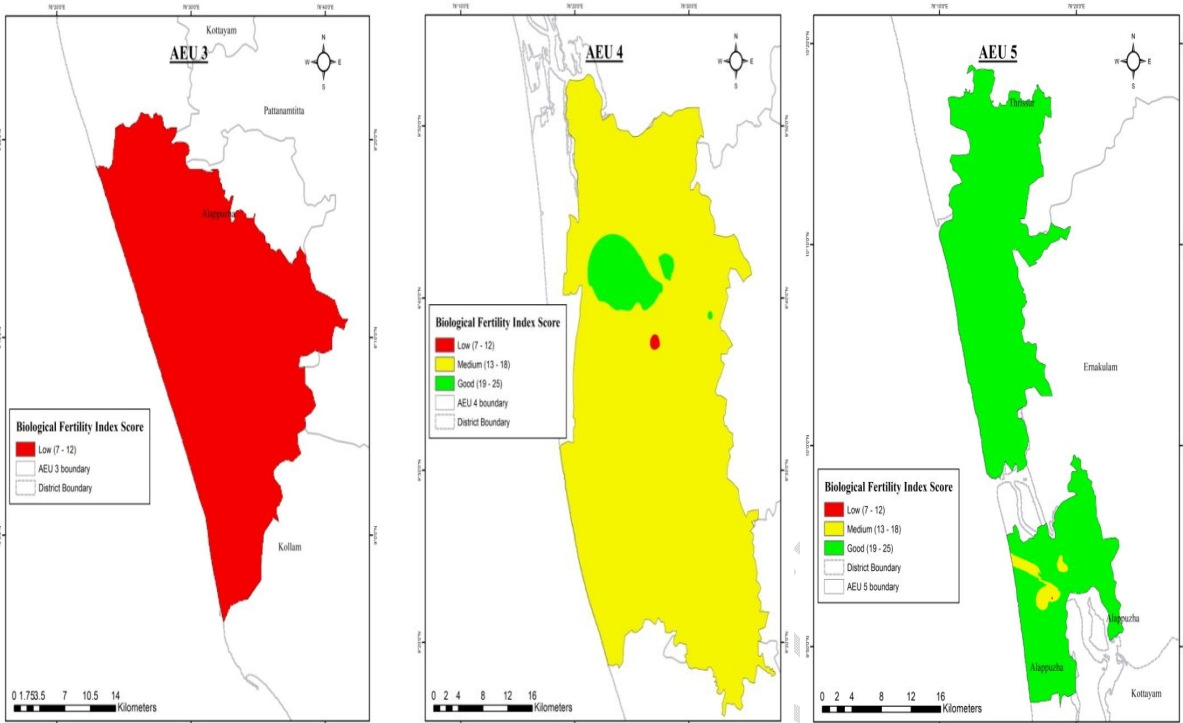 AEU 3
Kottayam
N
W E
S
Pattanamtitta
Alappuzha
Biological Fertility Index Score
Low (7 - 12)
AEU 3 boundary
District Boundary
Kollam
0 1.753.5 7 10.5 14
Kilometers
AEU 4
N
W E
S
Biological Fertility Index Score
Low (7 - 12)
Medium (13 - 18)
Good (19 - 25)
AEU 4 boundary
District Boundary
0 2 4 8 12 16
Kilometers
AEU 5
N
W E
S
Thrissur
Ernakulam
Biological Fertility Index Score
Low (7 - 12)
Medium (13 - 18)
Good (19 - 25)
District Boundary
AEU 5 boundary
Alappuzha
Alappuzha
Kottayam
0 2 4 8 12 16
Kilometers